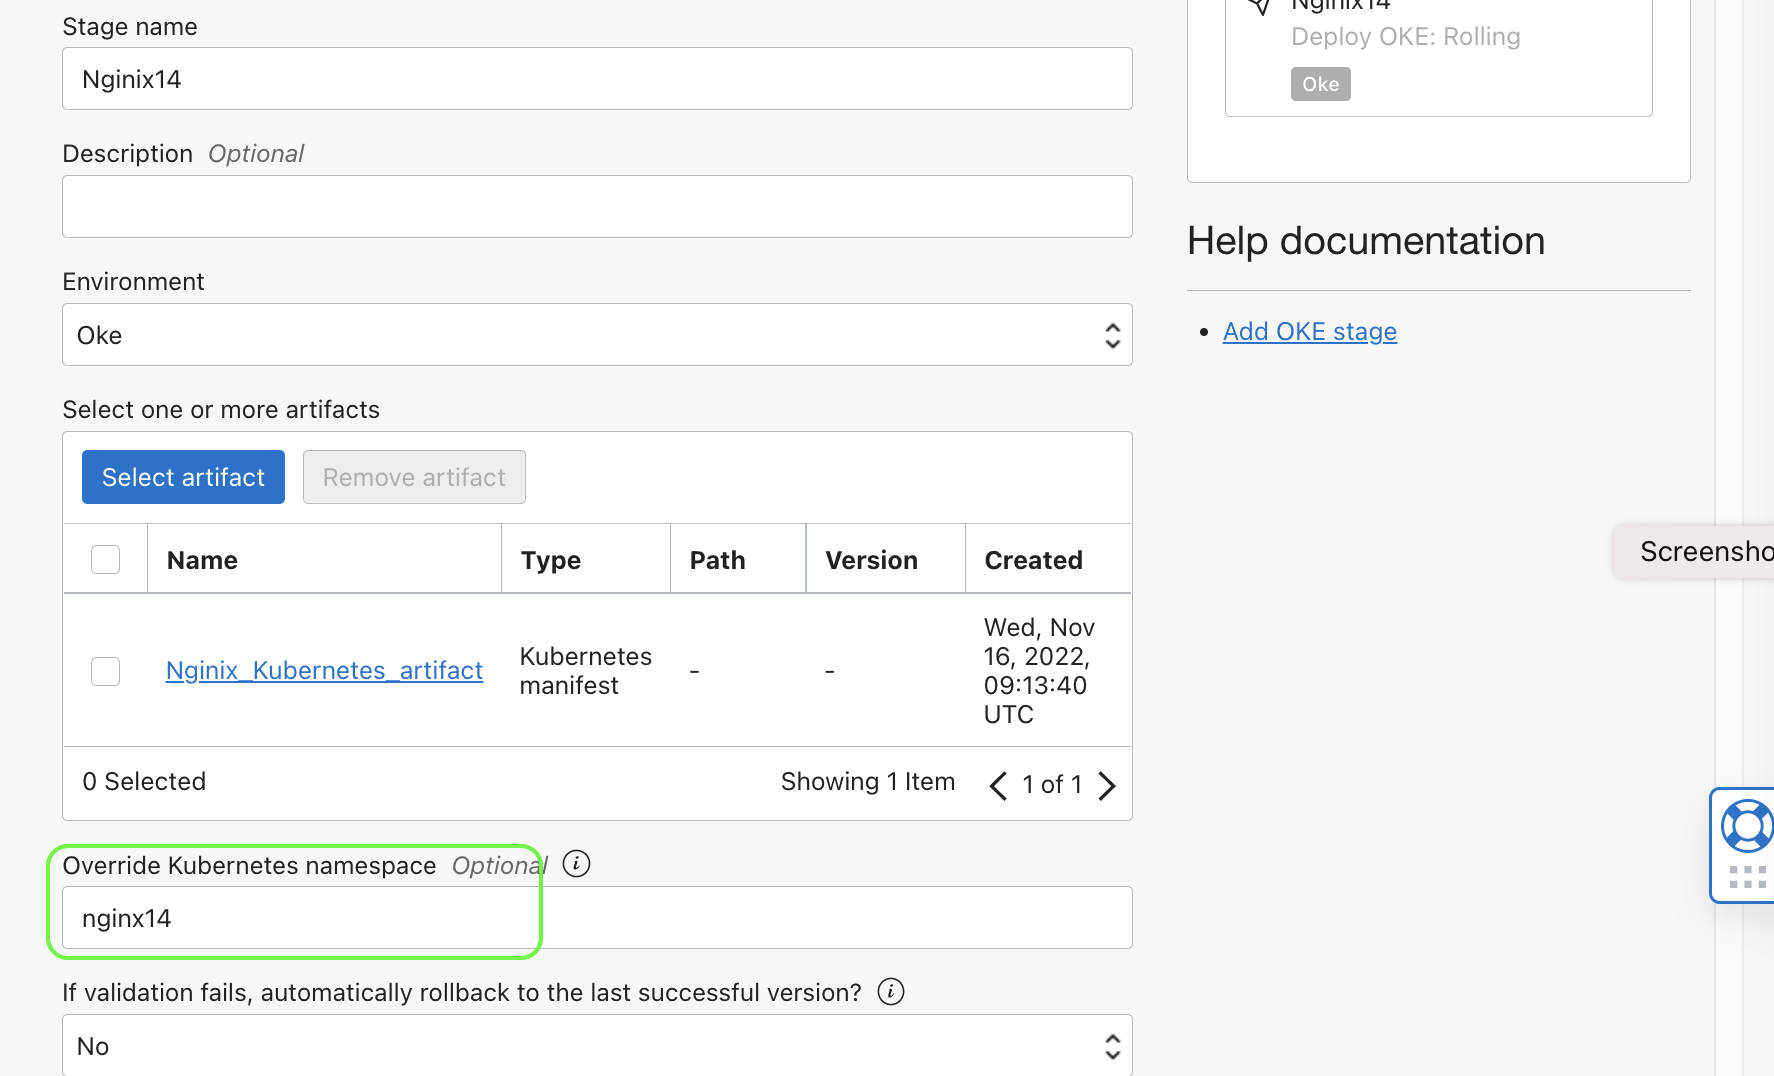 Stage name
Nginix14
Description Optional
Environment
Oke
Select one or more artifacts
Select artifact
Remove artifact
Name Type Path Version Created
Nginix_Kubernetes_artifact
Kubernetes
manifest
-
-
Wed, Nov
16, 2022,
09:13:40
UTC
0 Selected
Showing 1 Item
1 of 1
Override Kubernetes namespace Optional
nginx14
If validation fails, automatically rollback to the last successful version?
No
Nginix14
Deploy OKE: Rolling
Oke
Help documentation
• Add OKE stage
Screensho